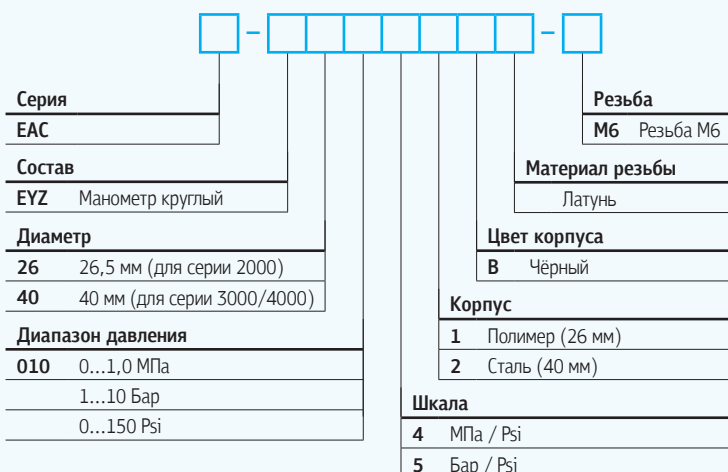 Серия
EAC
Состав
EYZ Манометр круглый
Диаметр
26 26,5 мм (для серии 2000)
40 40 мм (для серии 3000/4000)
Диапазон давления
010 0...1,0 МПа
1...10 Бар
0...150 Psi
Резьба
M6 Резьба М6
Материал резьбы
Латунь
Цвет корпуса
B Чёрный
Корпус
1 Полимер (26 мм)
2 Сталь (40 мм)
Шкала
4 МПа / Psi
5 Бар / Psi